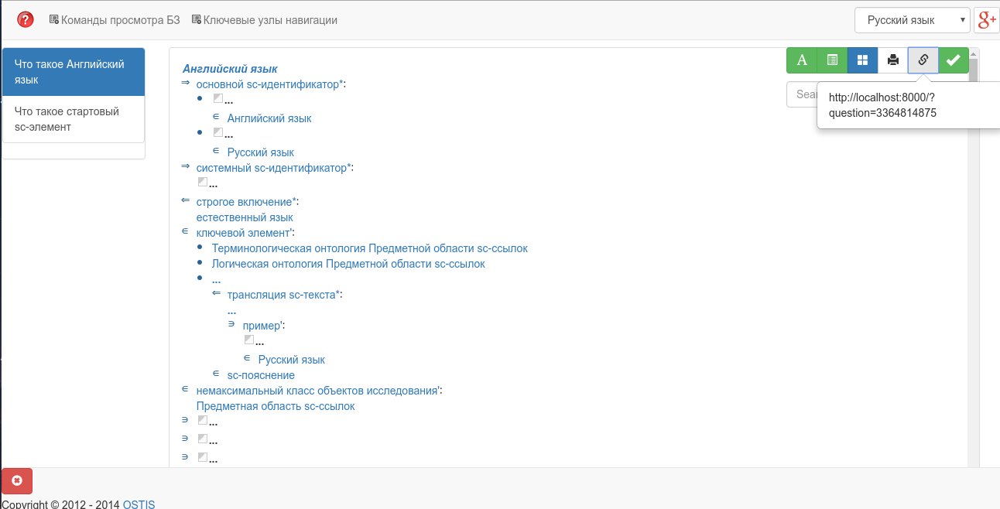 Команды просмотра БЗ Ключевые узлы навигации Русский язык
Что такое Английский
язык
Что такое стартовый
sc-элемент
Английский язык
⇒ основной sc-идентификатор*:
• ...
∈ Английский язык
• ...
∈ Русский язык
⇒ системный sc-идентификатор*:
...
⇐ строгое включение*:
естественный язык
∈ ключевой элемент':
• Терминологическая онтология Предметной области sc-ссылок
• Логическая онтология Предметной области sc-ссылок
• ...
⇐ трансляция sc-текста*:
...
∋ пример':
...
∈ Русский язык
∈ sc-пояснение
∈ немаксимальный класс объектов исследования':
Предметная область sc-ссылок
∋ ...
∋ ...
∋ ...
A
http://localhost:8000/?
question=3364814875
g+
Copyright © 2012 - 2014 OSTIS